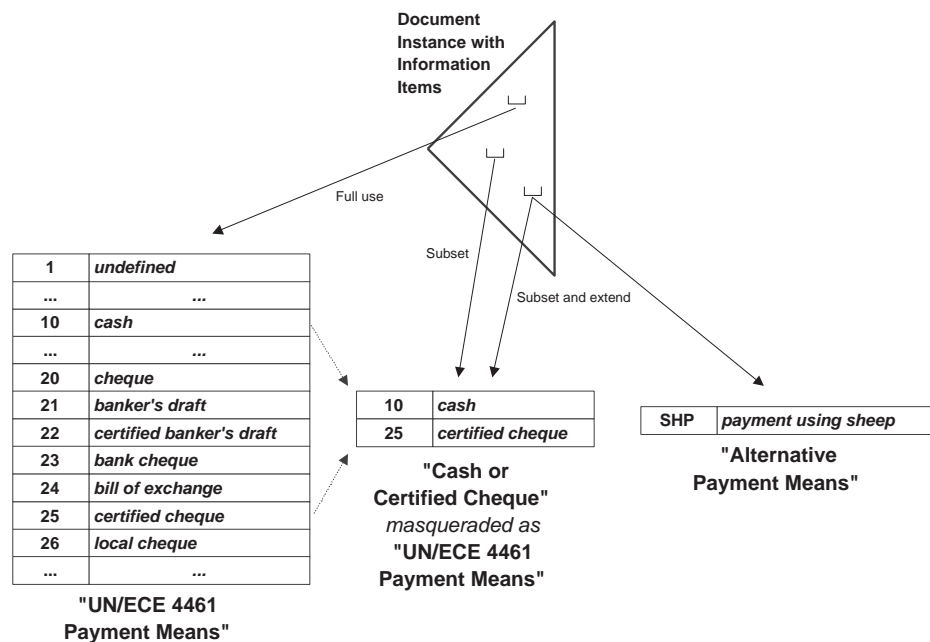 Document
Instance with
Information
Items
Full use
Subset
Subset and extend
1 undefined
... ...
10 cash
... ...
20 cheque
21 banker's draft
22 certified banker's draft
23 bank cheque
24 bill of exchange
25 certified cheque
26 local cheque
... ...
"UN/ECE 4461
Payment Means"
10 cash
25 certified cheque
"Cash or
Certified Cheque"
masqueraded as
"UN/ECE 4461
Payment Means"
SHP payment using sheep
"Alternative
Payment Means"